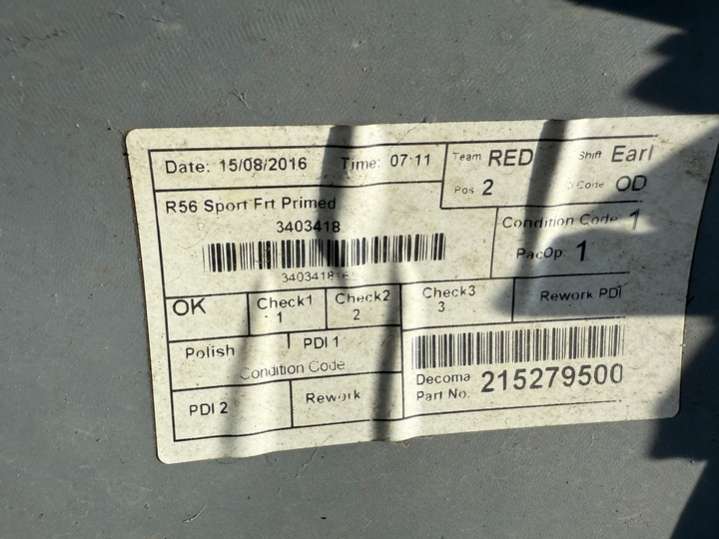 Date: 15/08/2016 Time: 07:11
Team RED Shift Earl
Pos 2 Code OD
R56 Sport Frt Primed
3403418
Condition Code 1
PacOp: 1
3403418
OK Check1 1 Check2 2 Check3 3 Rework PDI
Polish PDI 1
Condition Code
PDI 2 Rework
Decoma Part No. 215279500